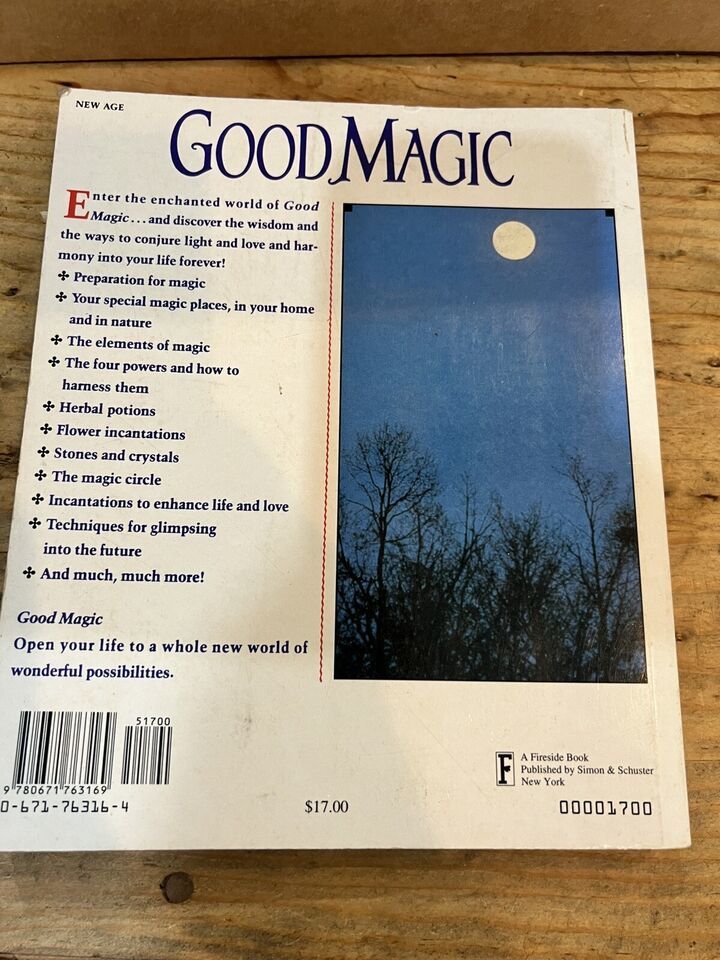 NEW AGE
GOOD MAGIC
Enter the enchanted world of Good
Magic...and discover the wisdom and
the ways to conjure light and love and har-
mony into your life forever!
✣ Preparation for magic
✣ Your special magic places, in your home
and in nature
✣ The elements of magic
✣ The four powers and how to
harness them
✣ Herbal potions
✣ Flower incantations
✣ Stones and crystals
✣ The magic circle
✣ Incantations to enhance life and love
✣ Techniques for glimpsing
into the future
✣ And much, much more!
Good Magic
Open your life to a whole new world of
wonderful possibilities.
51700
9 780671 763169
0-671-76316-4
$17.00
F
A Fireside Book
Published by Simon & Schuster
New York
00001700